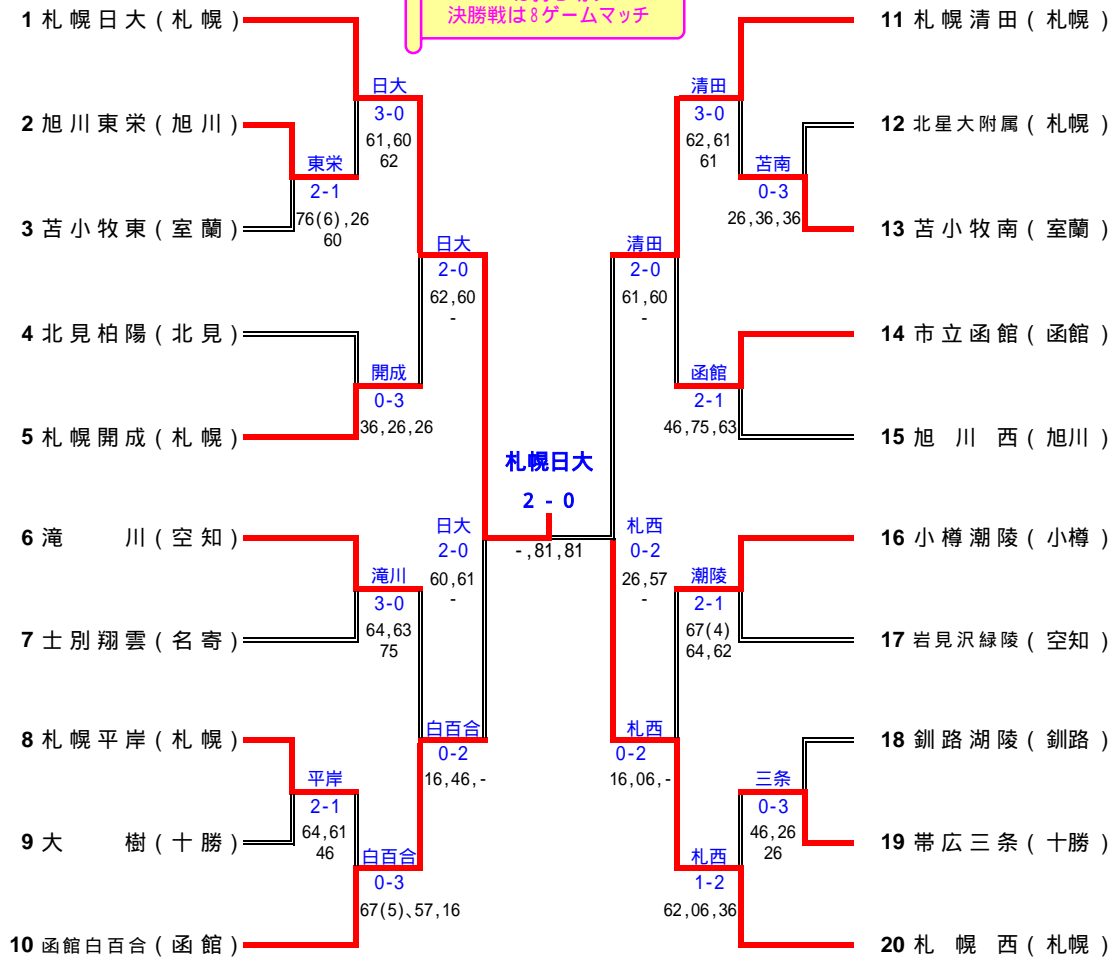 決勝戦は8ゲームマッチ
1 札幌日大 ( 札幌 )
2 旭川東栄 ( 旭川 )
3 苫小牧東 ( 室蘭 )
4 北見柏陽 ( 北見 )
5 札幌開成 ( 札幌 )
6 滝 川 ( 空知 )
7 士別翔雲 ( 名寄 )
8 札幌平岸 ( 札幌 )
9 大 樹 ( 十勝 )
10 函館白百合 ( 函館 )
日大
3-0
61,60
62
東栄
2-1
76(6),26
60
日大
2-0
62,60
-
開成
0-3
36,26,26
滝川
3-0
64,63
75
日大
2-0
60,61
-
白百合
0-2
16,46,-
平岸
2-1
64,61
46
白百合
0-3
67(5)、57,16
札幌日大
2 - 0
-,81,81
清田
3-0
62,61
61
苫南
0-3
26,36,36
清田
2-0
61,60
-
函館
2-1
46,75,63
札西
0-2
26,57
-
潮陵
2-1
67(4)
64,62
札西
0-2
16,06,-
三条
0-3
46,26
26
札西
1-2
62,06,36
11 札幌清田 ( 札幌 )
12 北星大附属 ( 札幌 )
13 苫小牧南 ( 室蘭 )
14 市立函館 ( 函館 )
15 旭 川 西 ( 旭川 )
16 小樽潮陵 ( 小樽 )
17 岩見沢緑陵 ( 空知 )
18 釧路湖陵 ( 釧路 )
19 帯広三条 ( 十勝 )
20 札 幌 西 ( 札幌 )